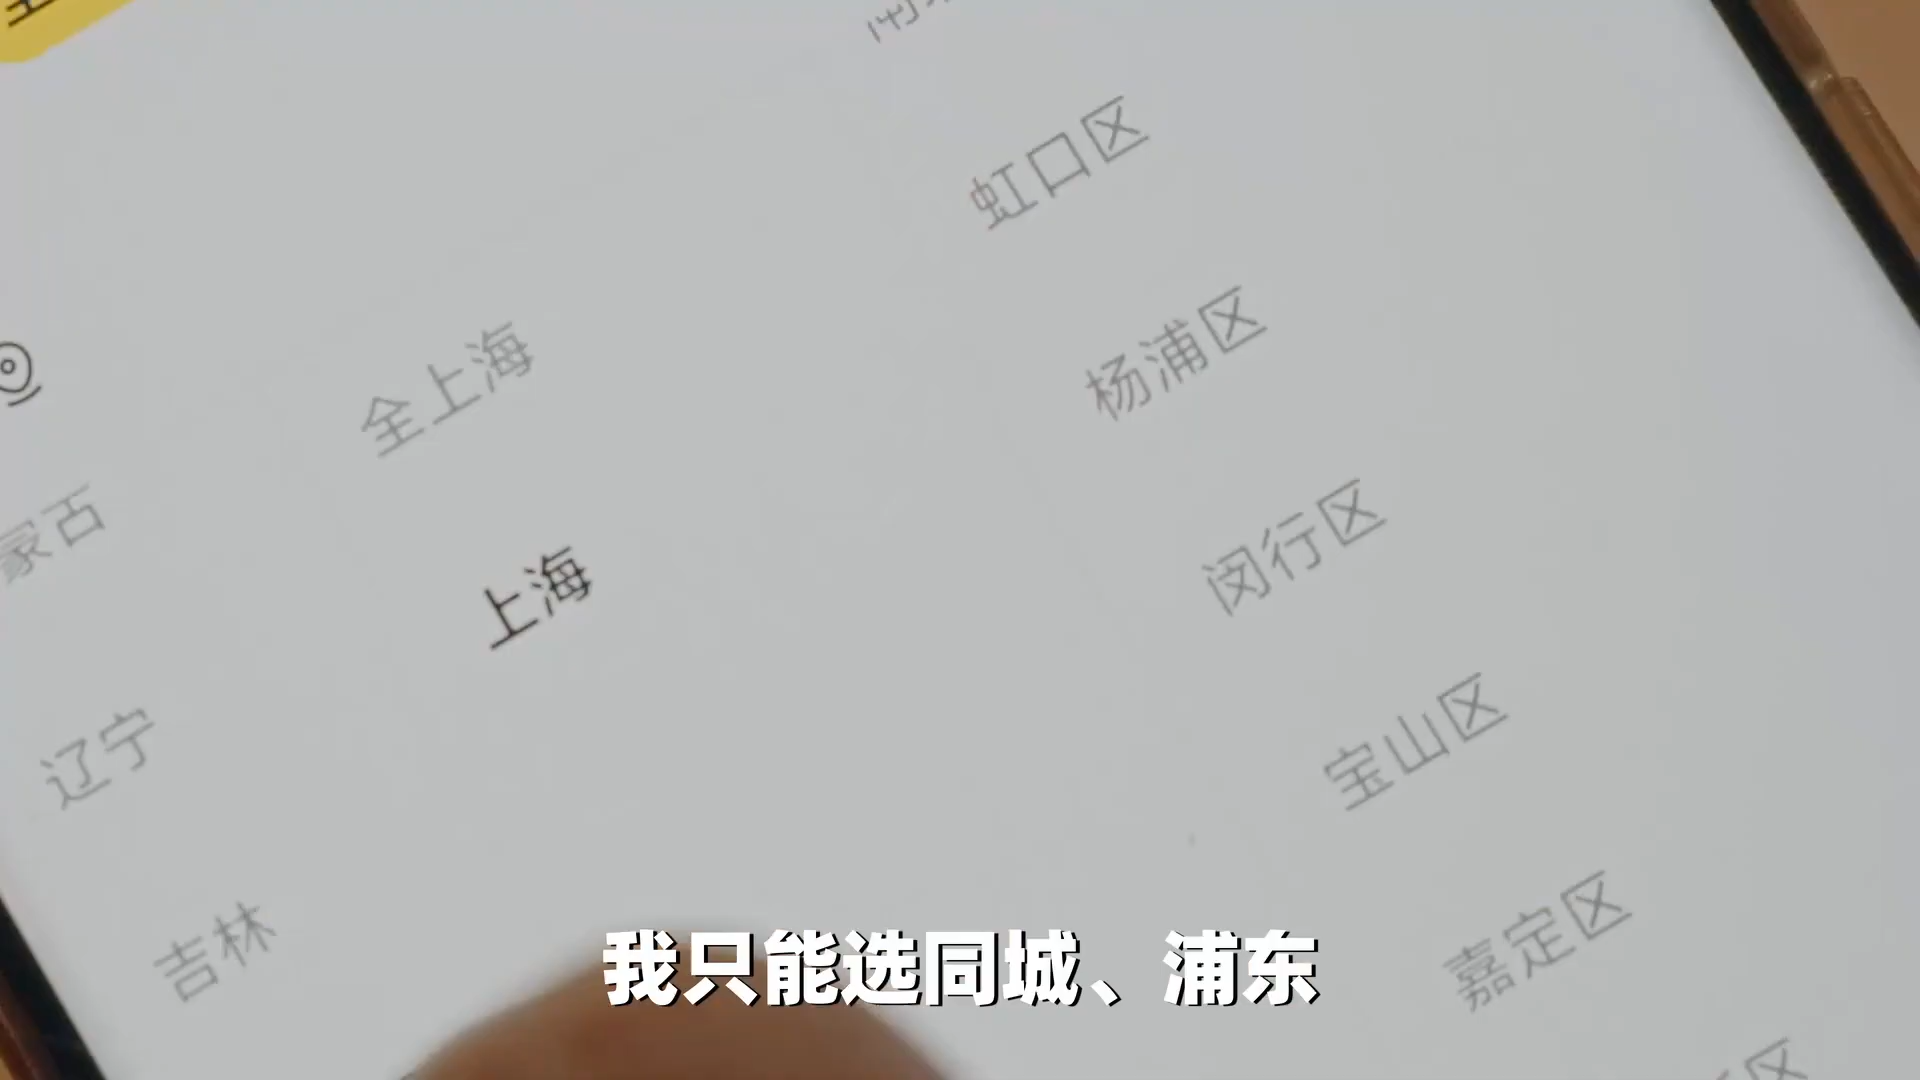 虹口区
全上海
杨浦区
蒙古
上海
闵行区
辽宁
宝山区
吉林
嘉定区
我只能选同城、浦东